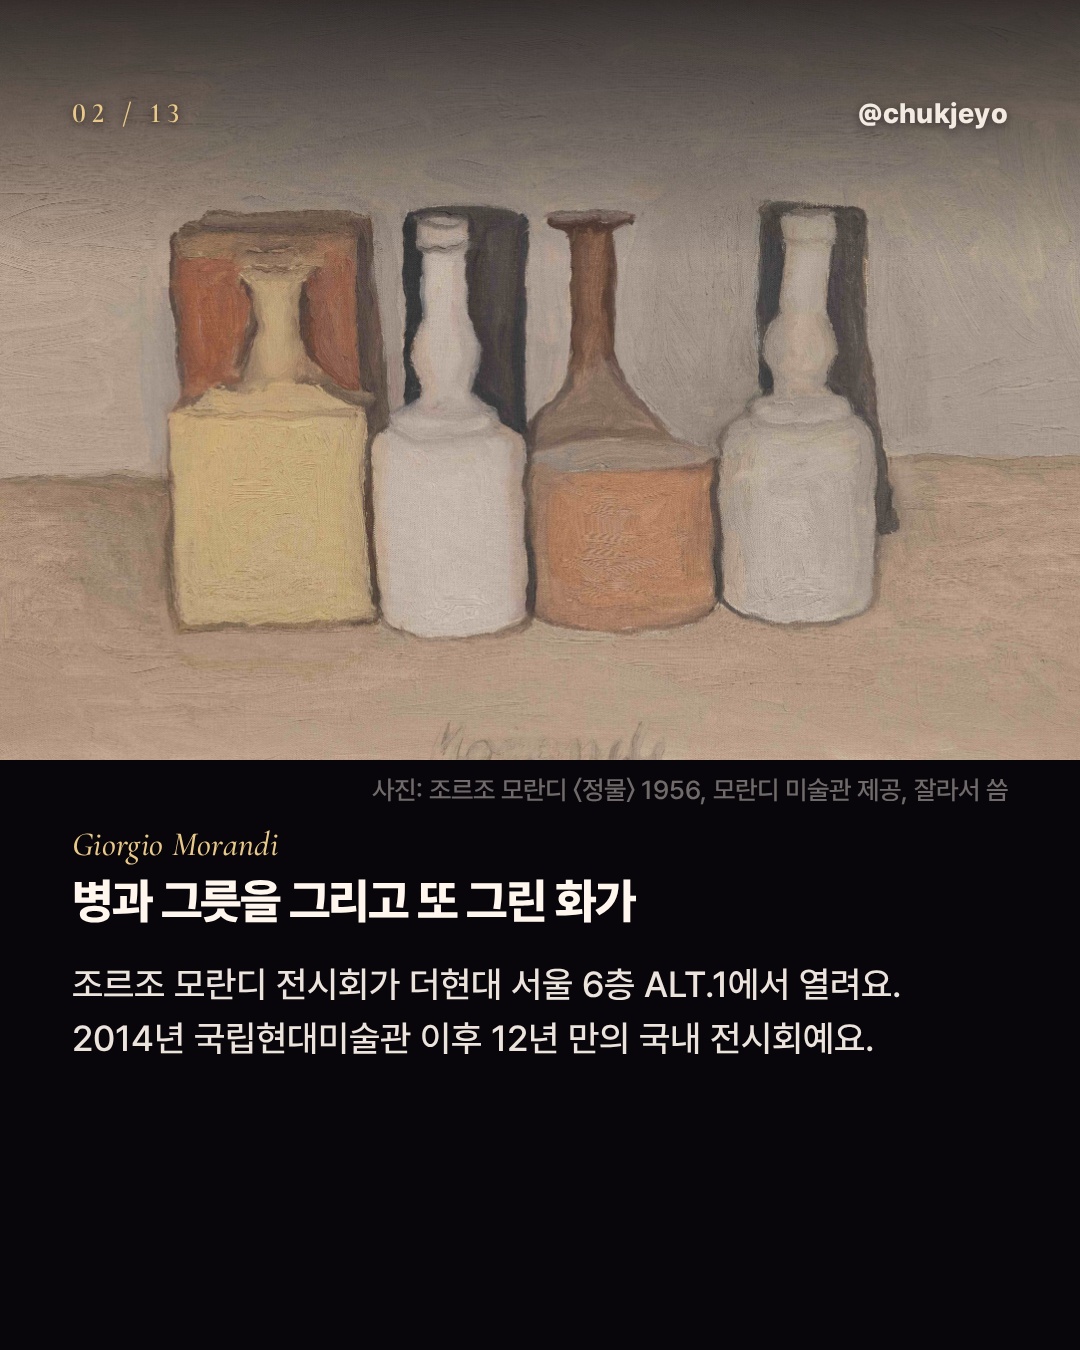 02 / 13
@chukjeyo
Morandi
사진: 조르조 모란디 〈정물〉 1956, 모란디 미술관 제공, 잘라서 씀
Giorgio Morandi
병과 그릇을 그리고 또 그린 화가
조르조 모란디 전시회가 더현대 서울 6층 ALT.1에서 열려요.
2014년 국립현대미술관 이후 12년 만의 국내 전시회예요.